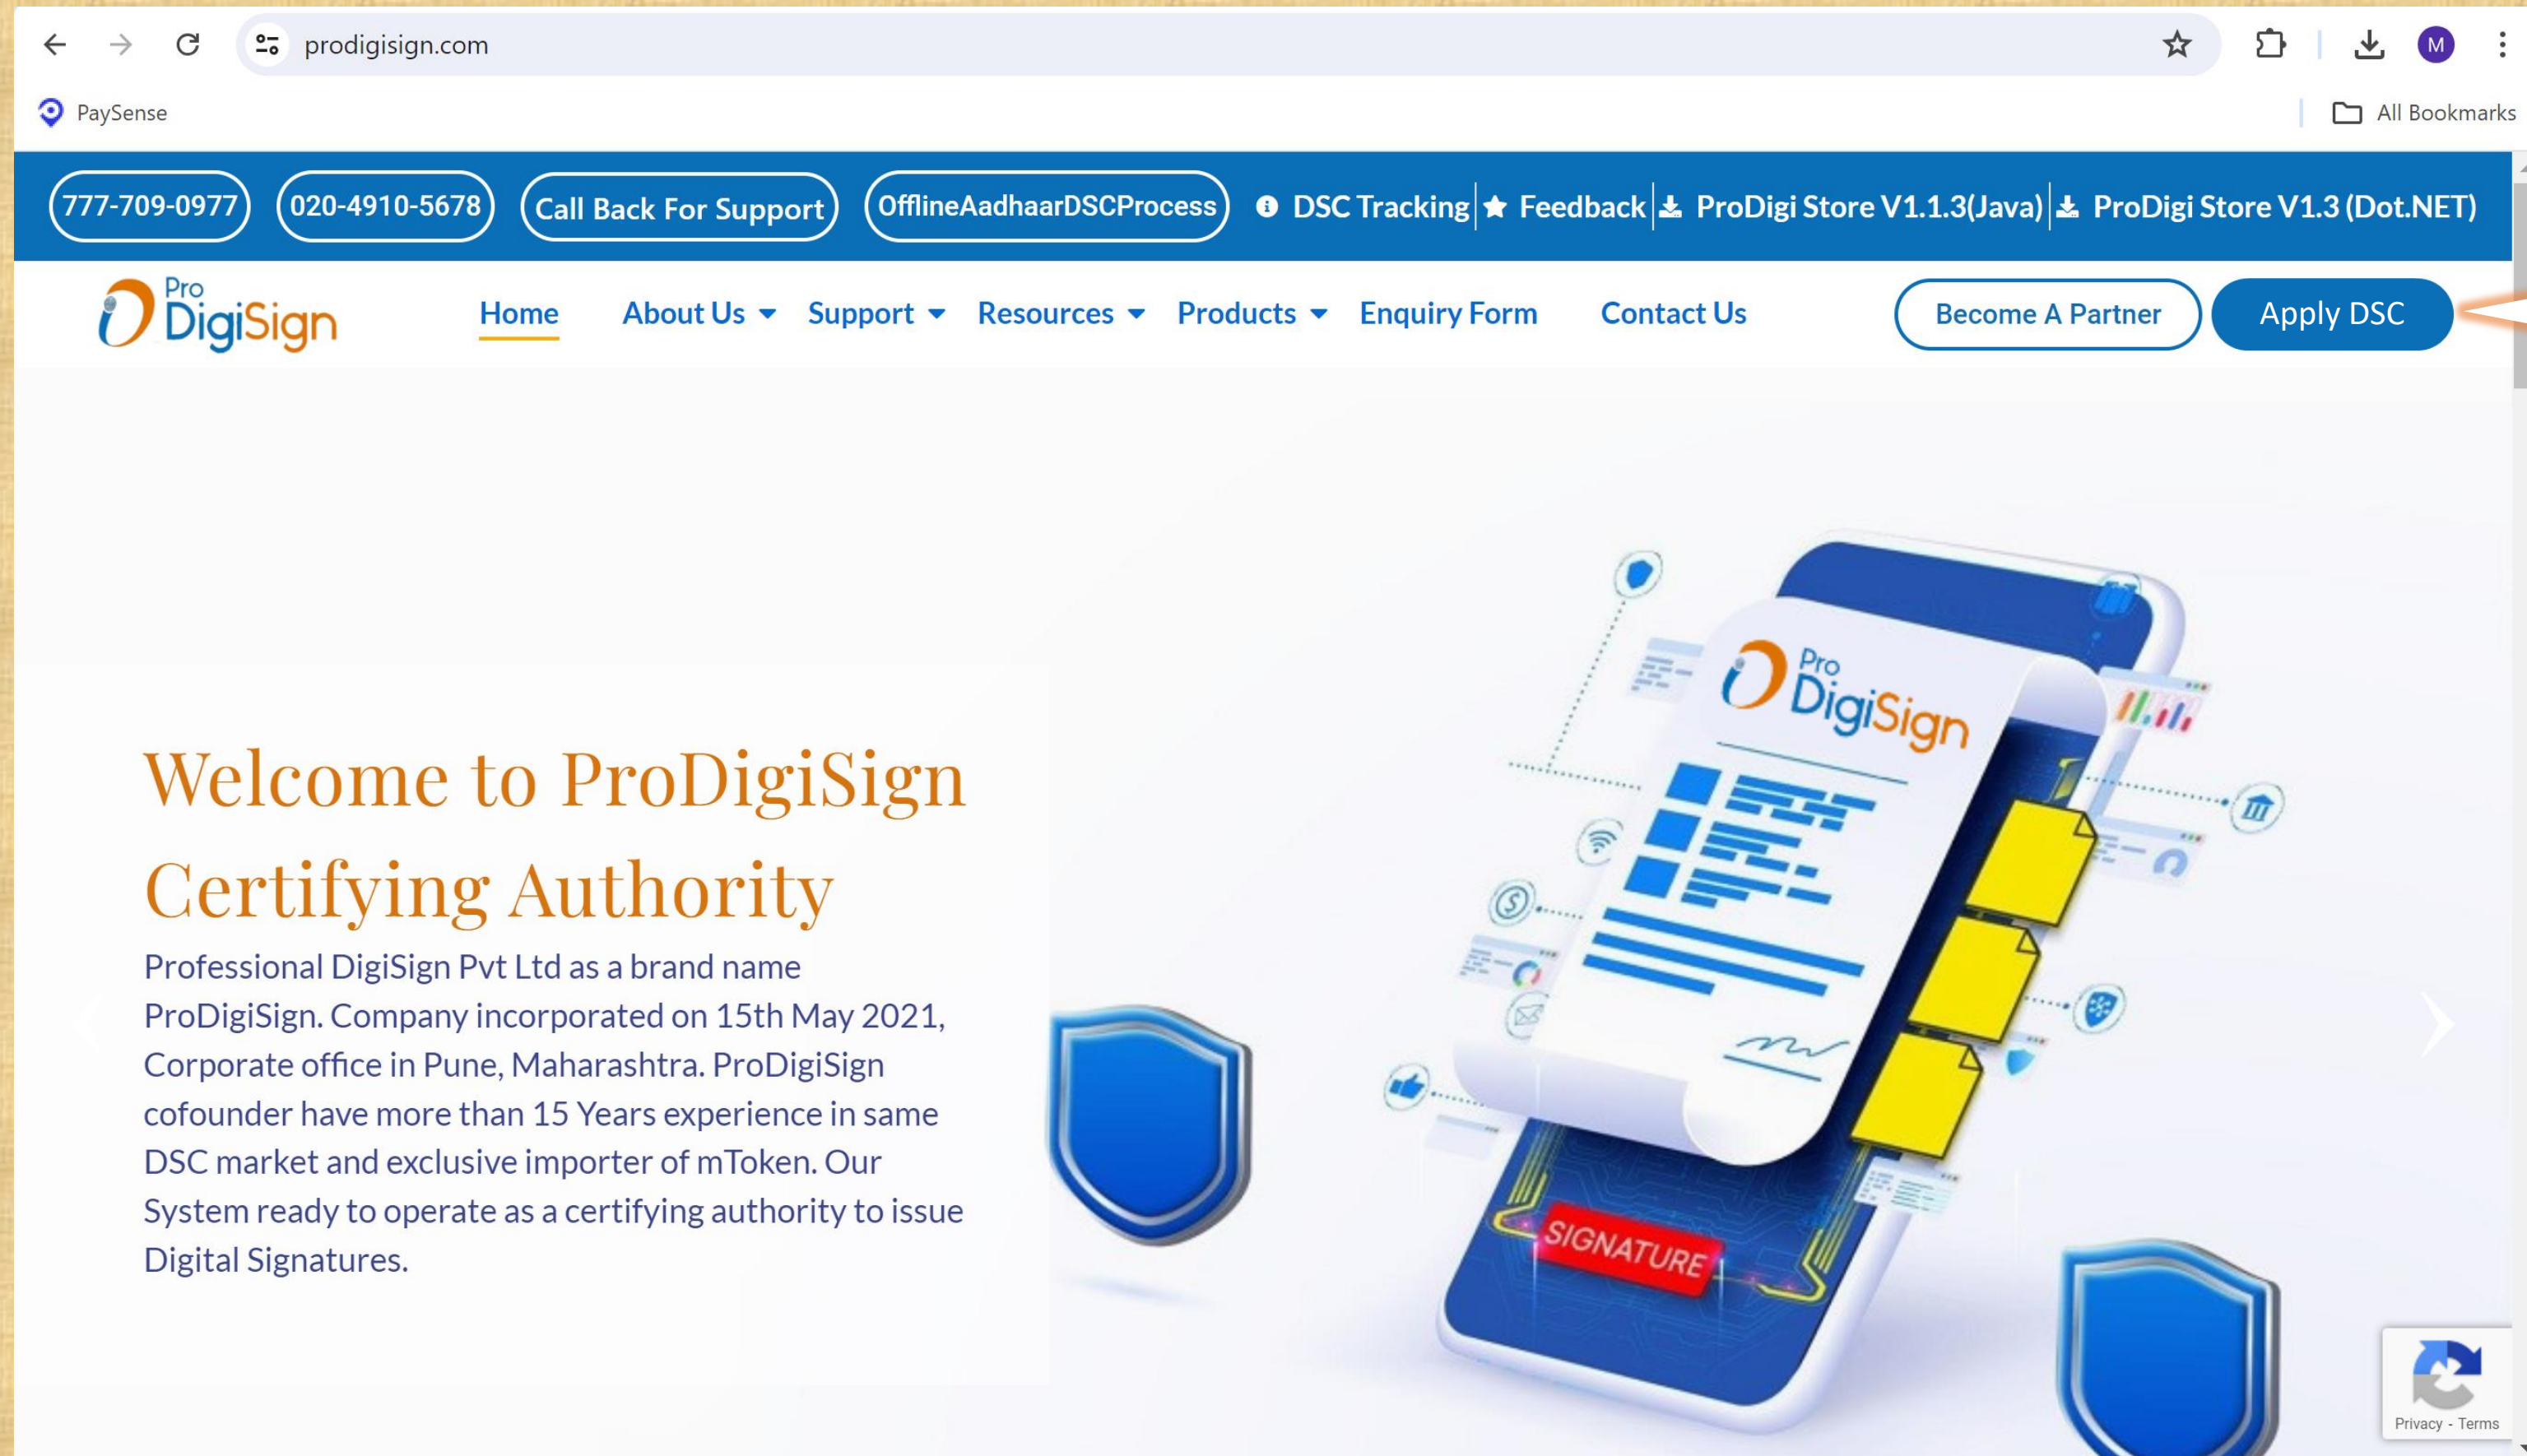 prodigisign.com
M
PaySense
All Bookmarks
777-709-0977
020-4910-5678
Call Back For Support
OfflineAadhaarDSCProcess
DSC Tracking
Feedback
ProDigi Store V1.1.3(Java)
ProDigi Store V1.3 (Dot.NET)
Pro
DigiSign
Home
About Us
Support
Resources
Products
Enquiry Form
Contact Us
Become A Partner
Apply DSC
Pro
DigiSign
Welcome to ProDigiSign
Certifying Authority
Professional DigiSign Pvt Ltd as a brand name
ProDigiSign. Company incorporated on 15th May 2021,
Corporate office in Pune, Maharashtra. ProDigiSign
cofounder have more than 15 Years experience in same
DSC market and exclusive importer of mToken. Our
System ready to operate as a certifying authority to issue
Digital Signatures.
SIGNATURE
Privacy - Terms